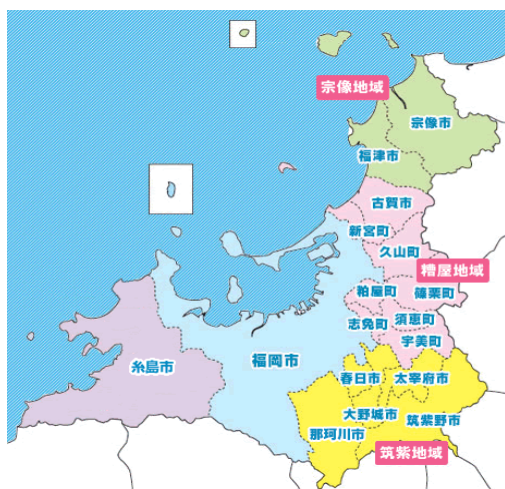 宗像地域
宗像市
福津市
古賀市
新宮町
久山町
糟屋地域
粕屋町
篠栗町
志免町
須恵町
宇美町
糸島市
福岡市
春日市
太宰府市
大野城市
筑紫野市
那珂川市
筑紫地域